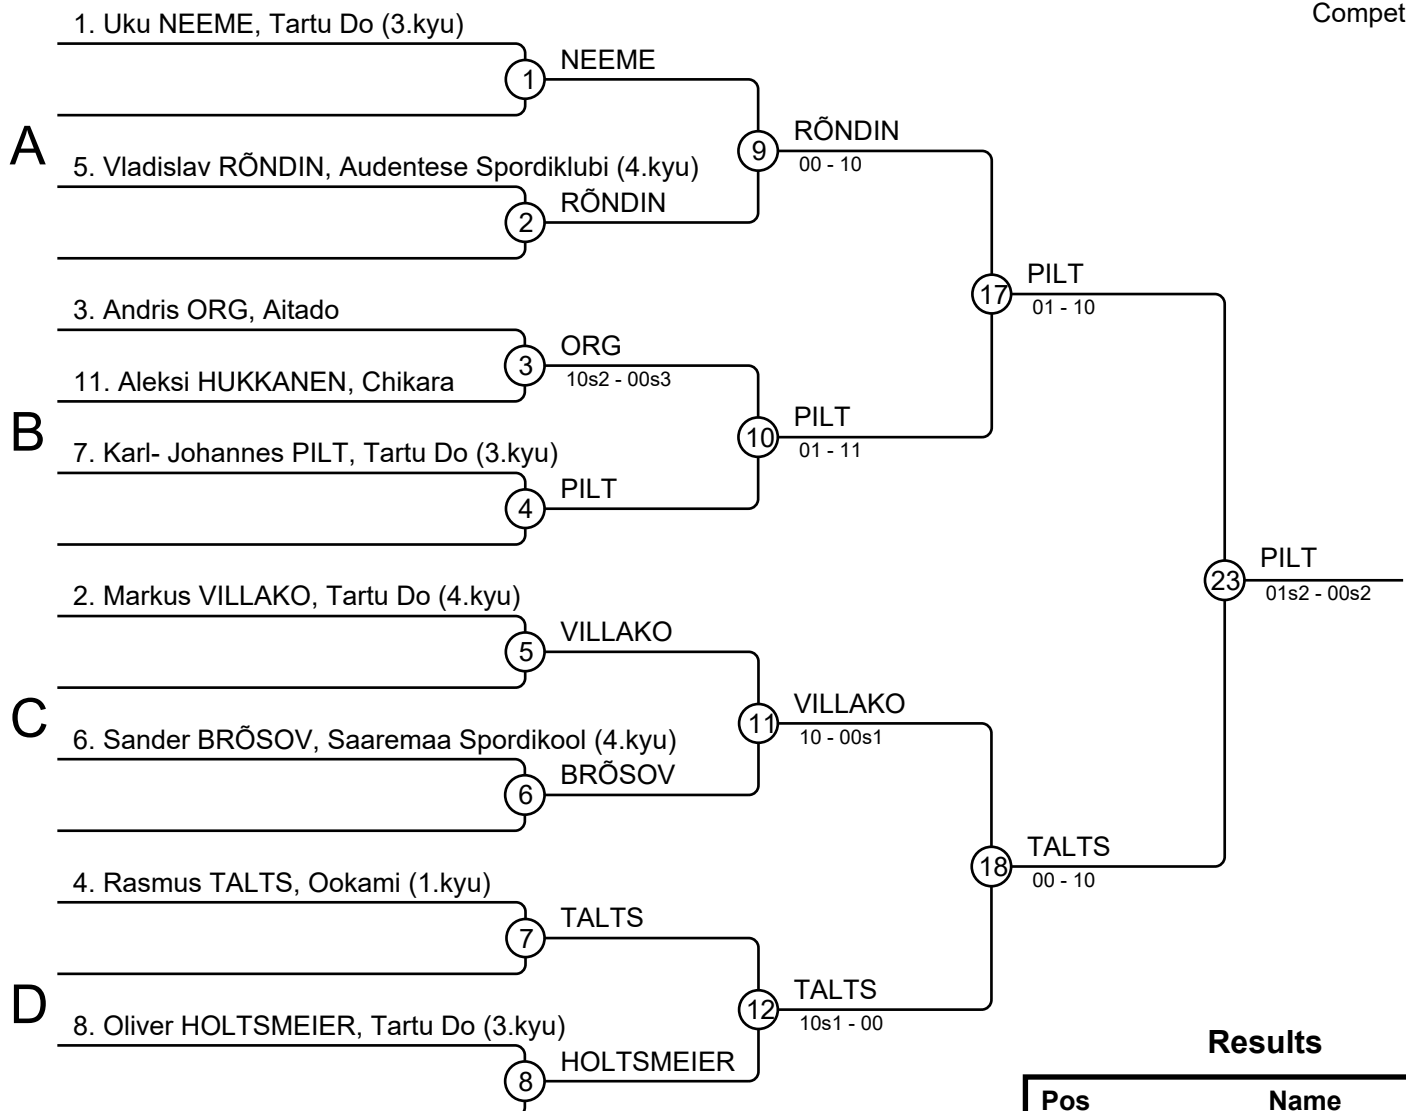 Compet
1. Uku NEEME, Tartu Do (3.kyu)
1
NEEME
A
9
RÕNDIN
00 - 10
5. Vladislav RÕNDIN, Audentese Spordiklubi (4.kyu)
2
RÕNDIN
17
PILT
01 - 10
3. Andris ORG, Aitado
3
ORG
10s2 - 00s3
11. Aleksi HUKKANEN, Chikara
B
10
PILT
01 - 11
7. Karl- Johannes PILT, Tartu Do (3.kyu)
4
PILT
23
PILT
01s2 - 00s2
2. Markus VILLAKO, Tartu Do (4.kyu)
5
VILLAKO
C
11
VILLAKO
10 - 00s1
6. Sander BRÕSOV, Saaremaa Spordikool (4.kyu)
6
BRÕSOV
18
TALTS
00 - 10
4. Rasmus TALTS, Ookami (1.kyu)
7
TALTS
D
12
TALTS
10s1 - 00
8. Oliver HOLTSMEIER, Tartu Do (3.kyu)
8
HOLTSMEIER
Results
Pos Name